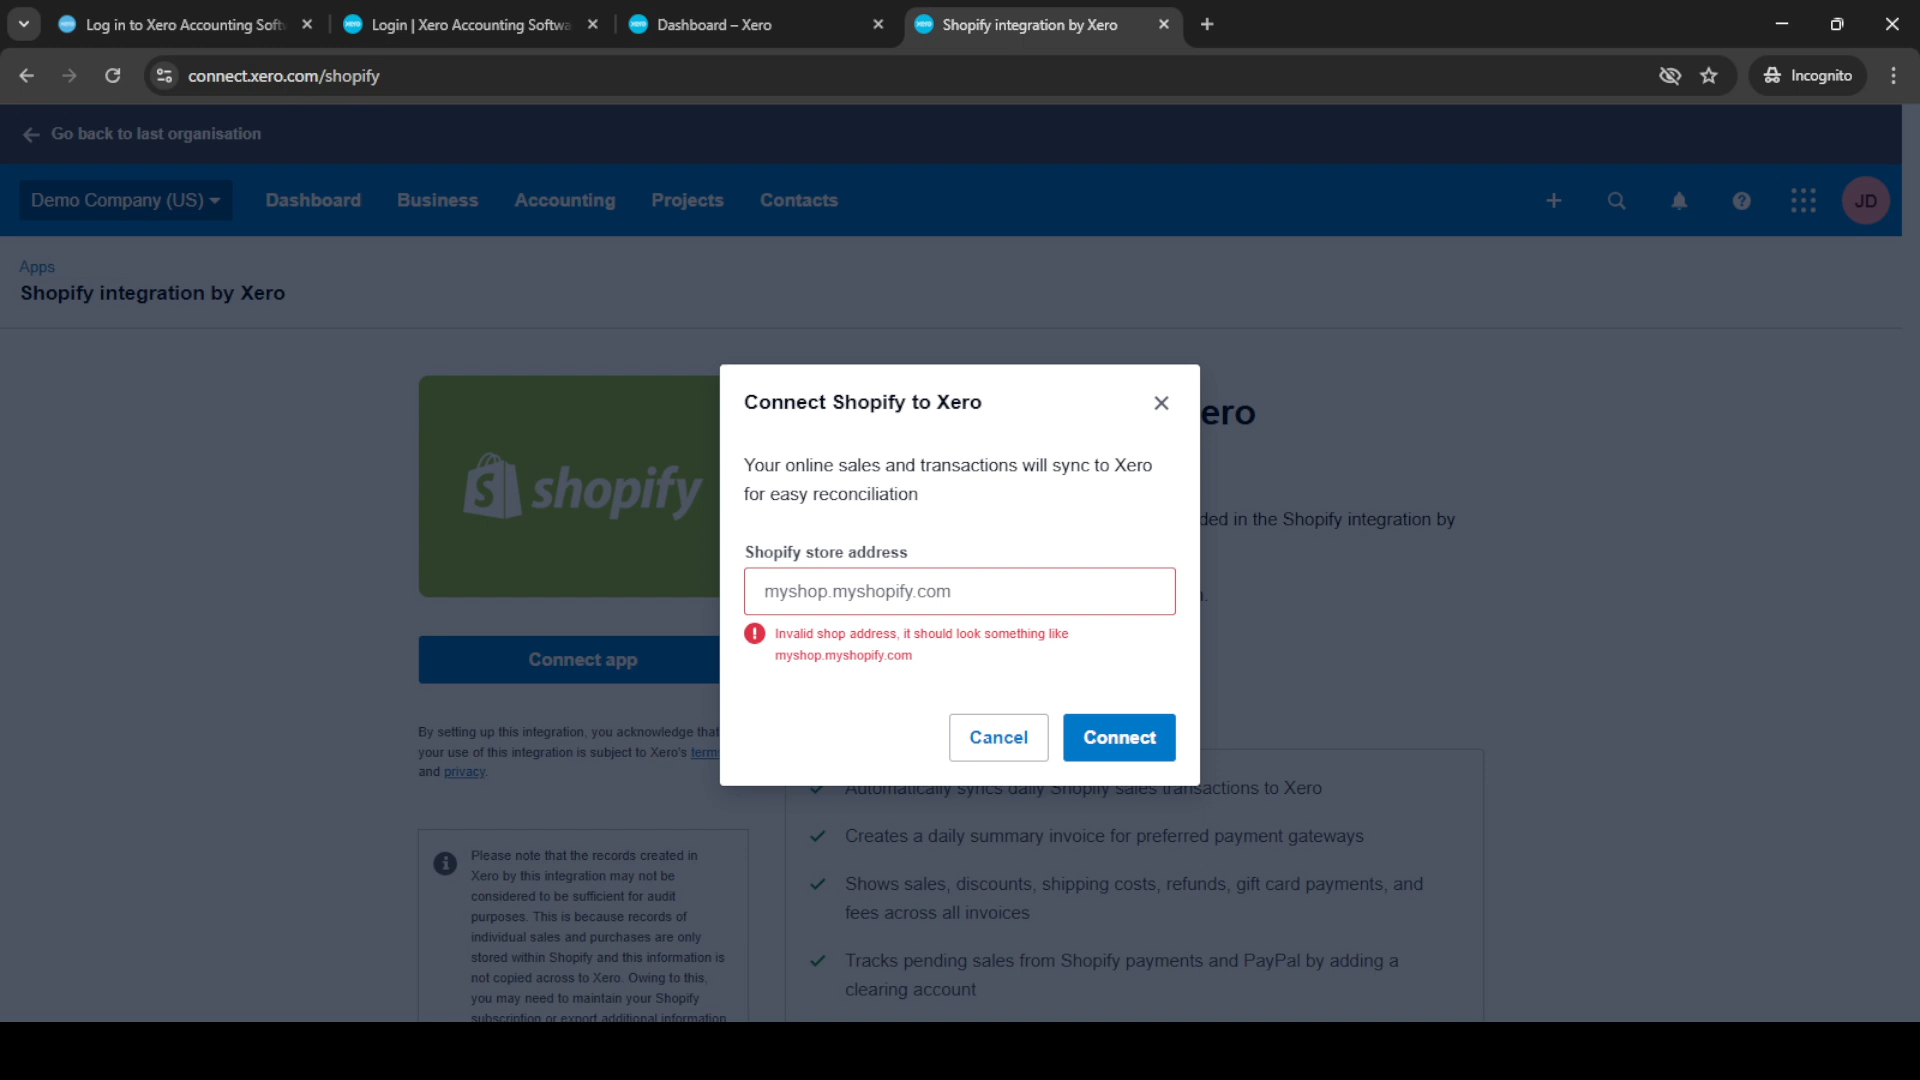 Log in to Xero Accounting Soft
Login | Xero Accounting Softwa
Dashboard – Xero
Shopify integration by Xero
connect.xero.com/shopify
Incognito
Go back to last organisation
Demo Company (US)
Dashboard
Business
Accounting
Projects
Contacts
JD
Apps
Shopify integration by Xero
shopify
ero
Connect Shopify to Xero
Your online sales and transactions will sync to Xero
for easy reconciliation
ded in the Shopify integration by
Shopify store address
myshop.myshopify.com
Invalid shop address, it should look something like
myshop.myshopify.com
Cancel
Connect
Connect app
By setting up this integration, you acknowledge that
your use of this integration is subject to Xero's term
and privacy.
Please note that the records created in
Xero by this integration may not be
considered to be sufficient for audit
purposes. This is because records of
individual sales and purchases are only
stored within Shopify and this information is
not copied across to Xero. Owing to this,
you may need to maintain your Shopify
subscription or export additional information
Automatically syncs daily Shopify sales transactions to Xero
Creates a daily summary invoice for preferred payment gateways
Shows sales, discounts, shipping costs, refunds, gift card payments, and
fees across all invoices
Tracks pending sales from Shopify payments and PayPal by adding a
clearing account